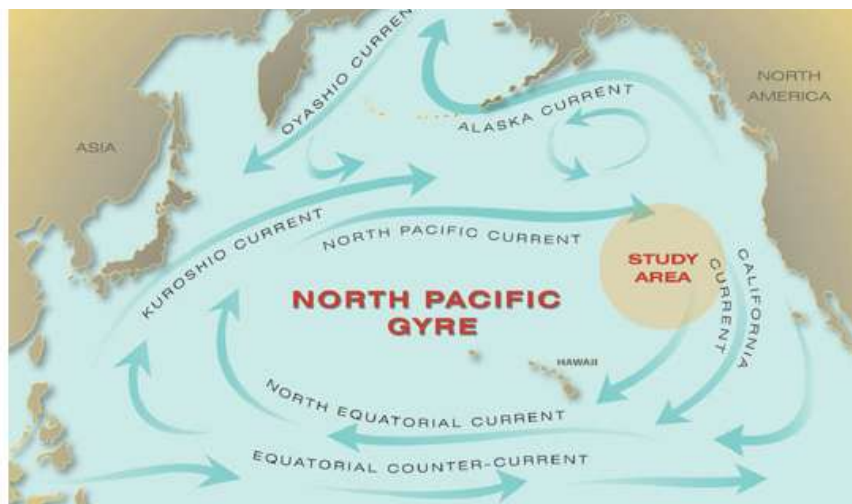 OYASHIO CURRENT
NORTH
AMERICA
ASIA
ALASKA CURRENT
KUROSHIO CURRENT
NORTH PACIFIC CURRENT
STUDY
AREA
CALIFORNIA
CURRENT
NORTH PACIFIC
GYRE
HAWAII
NORTH EQUATORIAL CURRENT
EQUATORIAL COUNTER-CURRENT